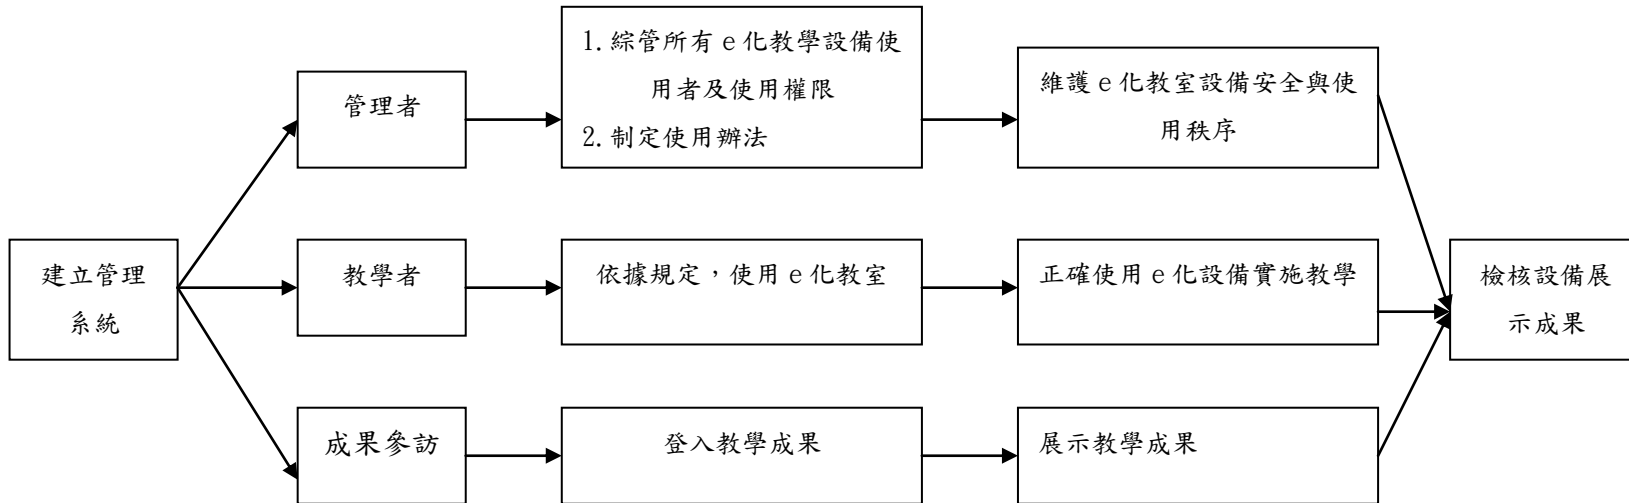 管理者
1.綜管所有e化教學設備使
用者及使用權限
2.制定使用辦法
維護e化教室設備安全與使
用秩序
建立管理
系統
教學者
依據規定，使用e化教室
正確使用e化設備實施教學
檢核設備展
示成果
成果參訪
登入教學成果
展示教學成果